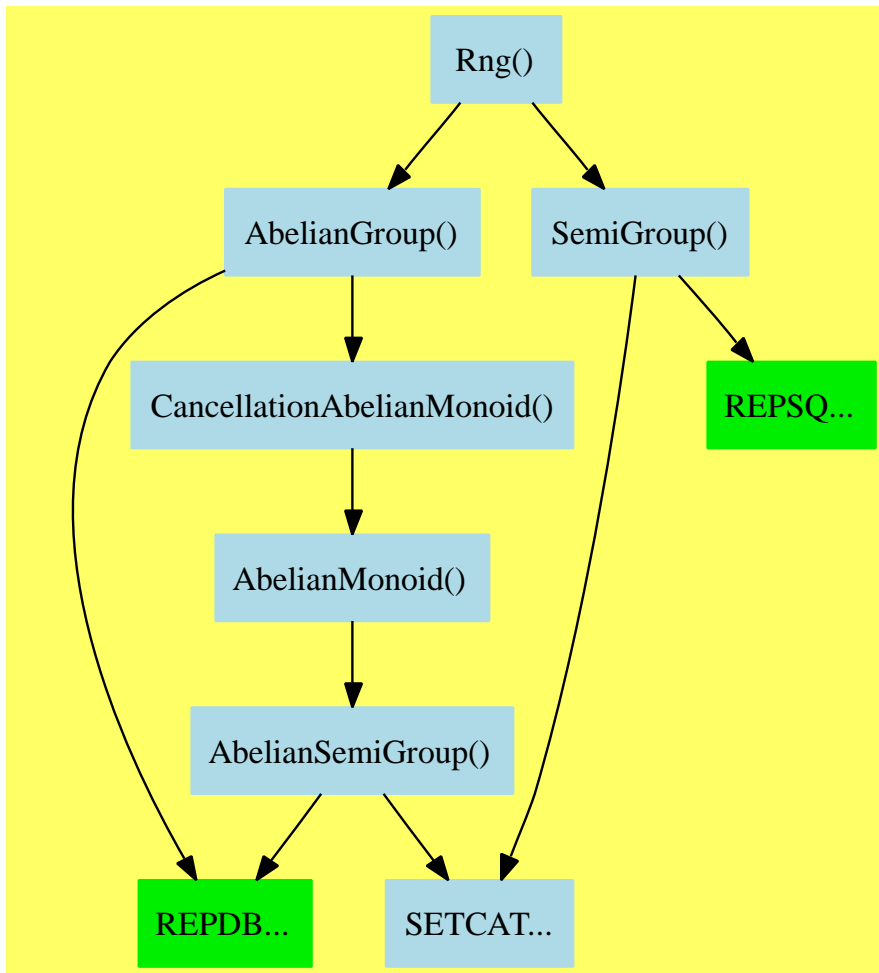 Rng()
AbelianGroup()
SemiGroup()
CancellationAbelianMonoid()
REPSQ...
AbelianMonoid()
AbelianSemiGroup()
REPDB...
SETCAT...